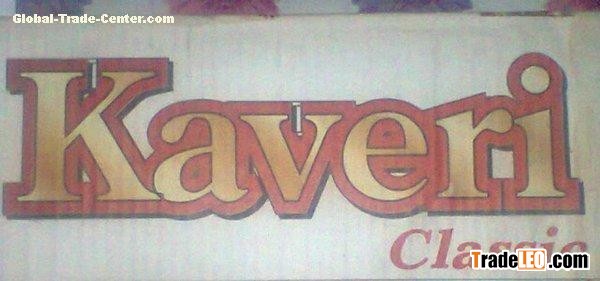 Global-Trade-Center.com
Kaveri
Classic
TradeLEO.com